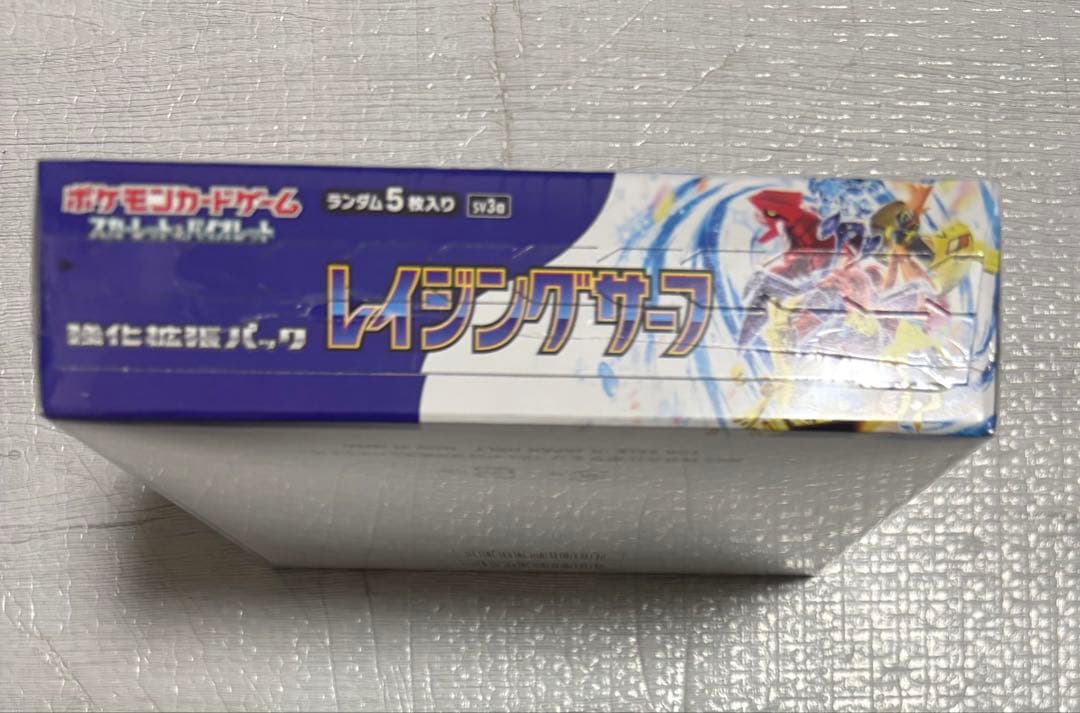 ポケモンカードゲーム
スカーレット&バイオレット
ランダム5枚入り sv3a
強化拡張パック
レイジングサーフ